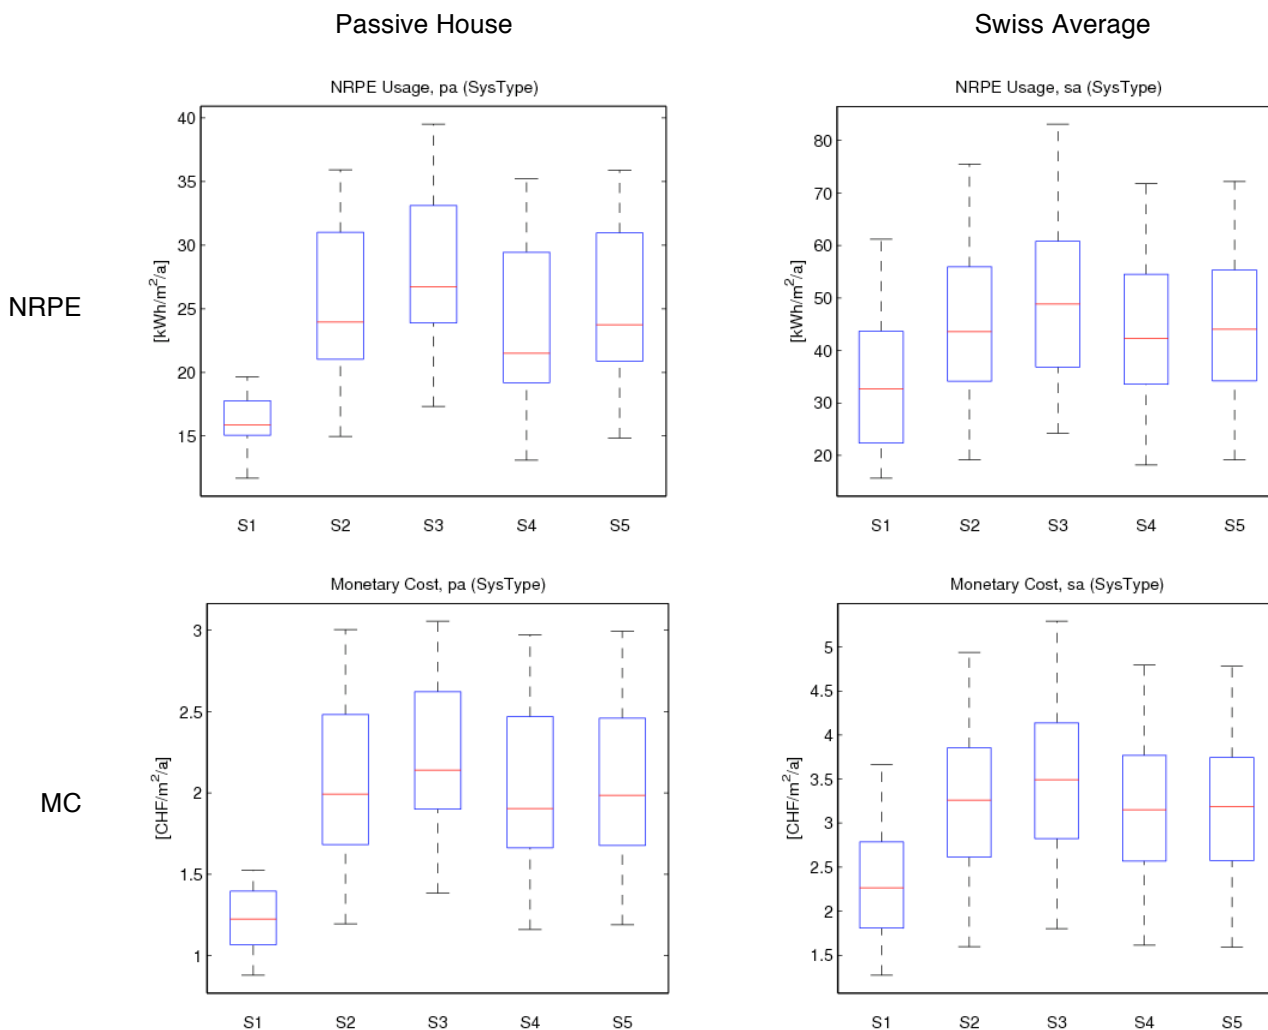 Passive House
Swiss Average
NRPE
NRPE Usage, pa (SysType)
[kWh/m²/a]
40
35
30
25
20
15
S1 S2 S3 S4 S5
NRPE Usage, sa (SysType)
[kWh/m²/a]
80
70
60
50
40
30
20
S1 S2 S3 S4 S5
MC
Monetary Cost, pa (SysType)
[CHF/m²/a]
3
2.5
2
1.5
1
S1 S2 S3 S4 S5
Monetary Cost, sa (SysType)
[CHF/m²/a]
5
4.5
4
3.5
3
2.5
2
1.5
S1 S2 S3 S4 S5